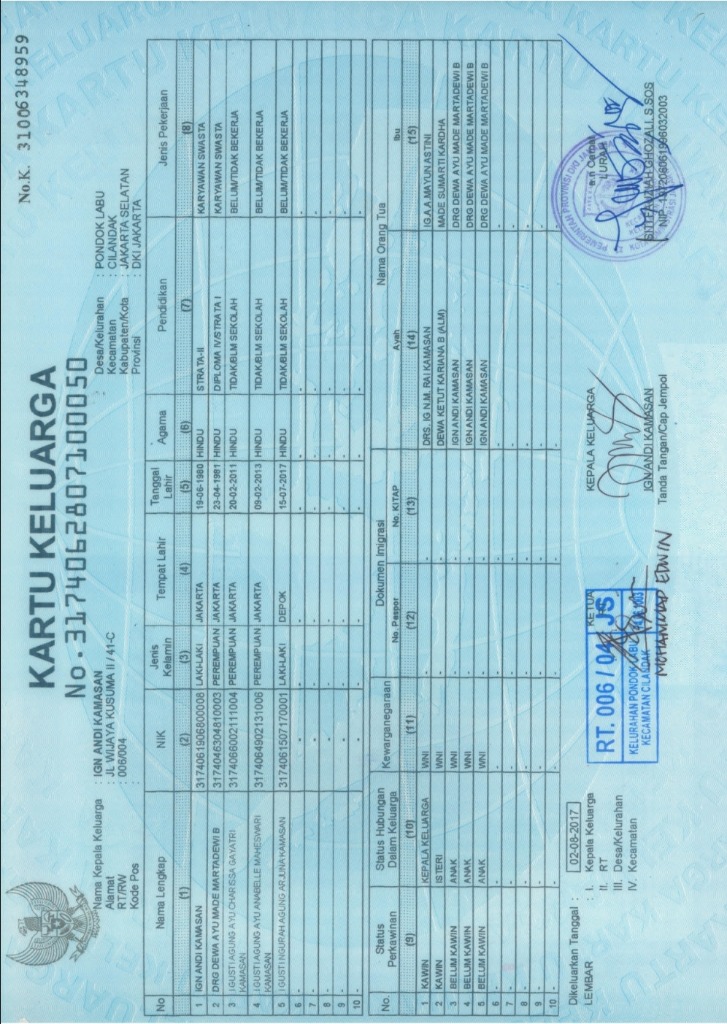 No.K. 31006348959
KARTU KELUARGA
No. 3174062807100050
Nama Kepala Keluarga : IGN ANDI KAMASAN
Alamat : JL WIJAYA KUSUMA II / 41-C
RT/RW : 006/004
Kode Pos :
Desa/Kelurahan : PONDOK LABU
Kecamatan : CILANDAK
Kabupaten/Kota : JAKARTA SELATAN
Provinsi : DKI JAKARTA
No Nama Lengkap NIK Jenis Kelamin Tempat Lahir Tanggal Lahir Agama Pendidikan Jenis Pekerjaan
(1) (2) (3) (4) (5) (6) (7) (8)
1 IGN ANDI KAMASAN 3174061906800008 LAKI-LAKI JAKARTA 19-06-1980 HINDU STRATA-II KARYAWAN SWASTA
2 DRG DEWA AYU MADE MARTADEWI B 3174046304810003 PEREMPUAN JAKARTA 23-04-1981 HINDU DIPLOMA IV/STRATA I KARYAWAN SWASTA
3 I GUSTI AGUNG AYU CHARISSA GAYATRI KAMASAN 3174066002111004 PEREMPUAN JAKARTA 20-02-2011 HINDU TIDAK/BLM SEKOLAH BELUM/TIDAK BEKERJA
4 I GUSTI AGUNG AYU ANABELLE MAHESWARI KAMASAN 3174064902131006 PEREMPUAN JAKARTA 09-02-2013 HINDU TIDAK/BLM SEKOLAH BELUM/TIDAK BEKERJA
5 I GUSTI NGURAH AGUNG ARJUNA KAMASAN 3174061507170001 LAKI-LAKI DEPOK 15-07-2017 HINDU TIDAK/BLM SEKOLAH BELUM/TIDAK BEKERJA
6 - - - - - - - -
7 - - - - - - - -
8 - - - - - - - -
9 - - - - - - - -
10 - - - - - - - -
No. Status Perkawinan Status Hubungan Dalam Keluarga Kewarganegaraan Dokumen Imigrasi Nama Orang Tua
No. Paspor No. KITAP Ayah Ibu
(9) (10) (11) (12) (13) (14) (15)
1 KAWIN KEPALA KELUARGA WNI - - DRS. IG N.M. RAI KAMASAN I.G.A.A MAYUN ASTINI
2 KAWIN ISTERI WNI - - DEWA KETUT KARIANA B (ALM) MADE SUMARTI KARDHA
3 BELUM KAWIN ANAK WNI - - IGN ANDI KAMASAN DRG DEWA AYU MADE MARTADEWI B
4 BELUM KAWIN ANAK WNI - - IGN ANDI KAMASAN DRG DEWA AYU MADE MARTADEWI B
5 BELUM KAWIN ANAK WNI - - IGN ANDI KAMASAN DRG DEWA AYU MADE MARTADEWI B
6 - - - - - - -
7 - - - - - - -
8 - - - - - - -
9 - - - - - - -
10 - - - - - - -
Dikeluarkan Tanggal : 02-08-2017
LEMBAR : I. Kepala Keluarga
II. RT
III. Desa/Kelurahan
IV. Kecamatan
KETUA
RT. 006 / 04 JS
KELURAHAN PONDOK LABU
KECAMATAN CILANDAK
MOHAMMAD EDWIN
KEPALA KELUARGA
IGN ANDI KAMASAN
Tanda Tangan/Cap Jempol
a.n Camat
LURAH
PEMERINTAH PROVINSI DKI
SITI FAUZIAH GHOZALI, S.SOS